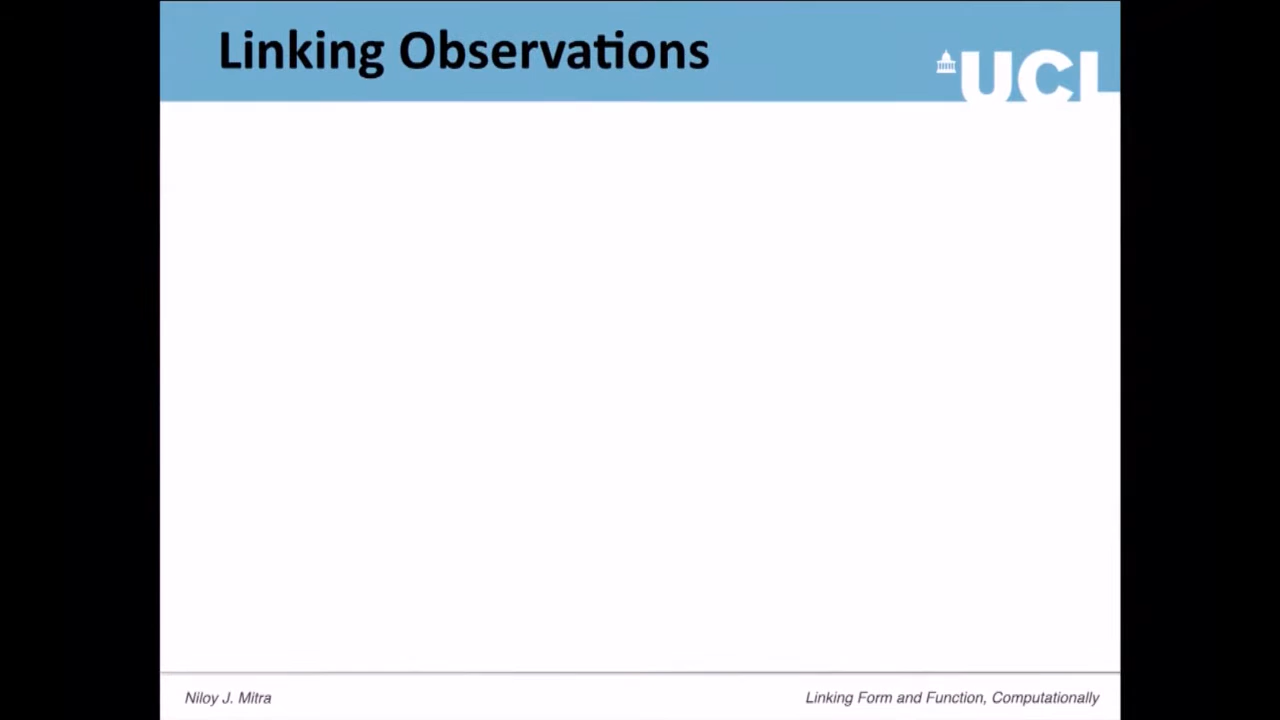 Linking Observations
UCL
Niloy J. Mitra
Linking Form and Function, Computationally